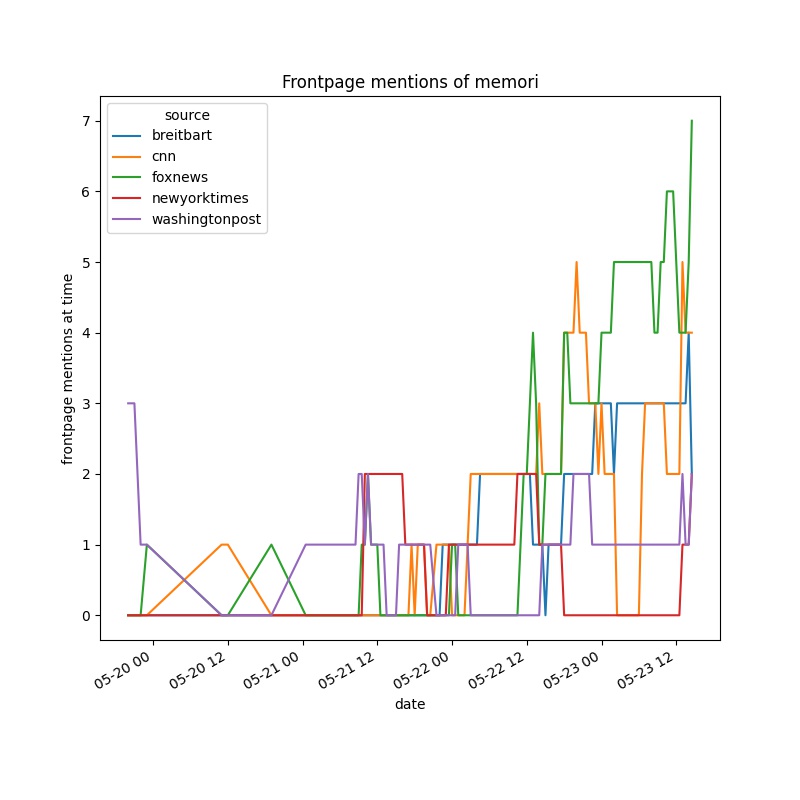 Frontpage mentions of memori
source
breitbart
cnn
foxnews
newyorktimes
washingtonpost
7
6
5
4
3
2
1
0
frontpage mentions at time
05-20 00
05-20 12
05-21 00
05-21 12
05-22 00
05-22 12
05-23 00
05-23 12
date